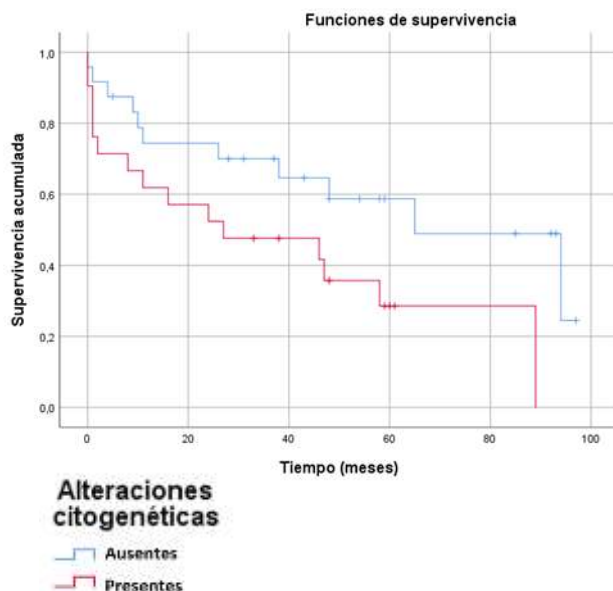 Funciones de supervivencia
1,0
0,8
0,6
0,4
0,2
0,0
Supervivencia acumulada
0
20
40
60
80
100
Tiempo (meses)
Alteraciones
citogenéticas
Ausentes
Presentes